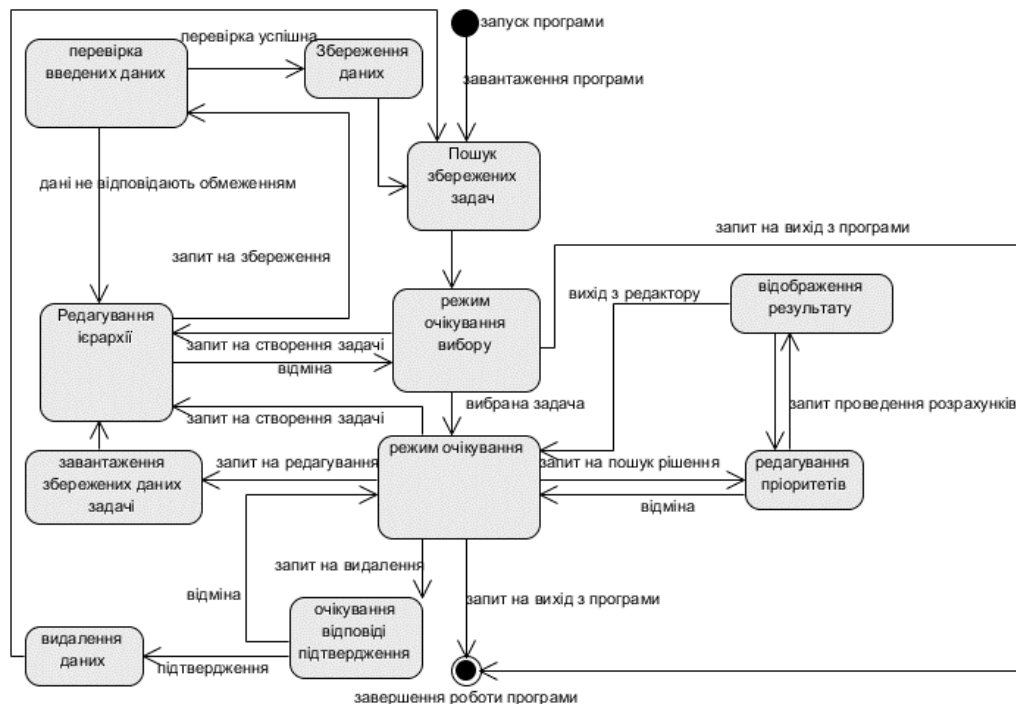 запуск програми
перевірка успішна
перевірка
введених даних
Збереження
даних
завантаження програми
Пошук
збережених
задач
дані не відповідають обмеженням
запит на вихід з програми
запит на збереження
вихід з редактору
відображення
результату
Редагування
ієрархії
режим
очікування
вибору
запит на створення задачі
відміна
вибрана задача
запит проведення розрахунків
запит на створення задачі
режим очікування
завантаження
збережених даних
задачі
запит на редагування
запит на пошук рішення
редагування
пріоритетів
відміна
запит на видалення
відміна
запит на вихід з програми
очікування
відповіді
підтвердження
видалення
даних
підтвердження
завершення роботи програми